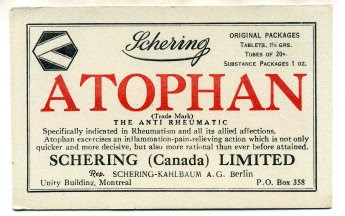 Schering
ORIGINAL PACKAGES
TABLETS, 7½ GRS.
TUBES OF 20s.
SUBSTANCE PACKAGES 1 OZ.
ATOPHAN
(Trade Mark)
THE ANTI RHEUMATIC
Specifically indicated in Rheumatism and all its allied affections.
Atophan excercises an inflammation-pain-relieving action which is not only
quicker and more decisive, but also more rational than ever before attained.
SCHERING (Canada) LIMITED
Rep. SCHERING-KAHLBAUM A. G. Berlin
Unity Building, Montreal P. O. Box 358